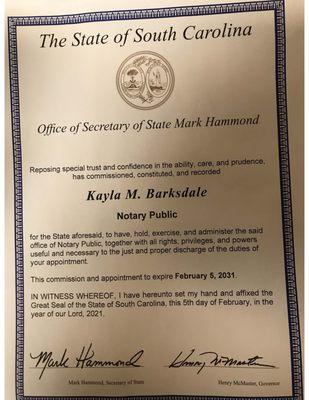 The State of South Carolina
Office of Secretary of State Mark Hammond
Reposing special trust and confidence in the ability, care, and prudence,
has commissioned, constituted, and recorded
Kayla M. Barksdale
Notary Public
for the State aforesaid, to have, hold, exercise, and administer the said
office of Notary Public, together with all rights, privileges, and powers
useful and necessary to the just and proper discharge of the duties of
your appointment.
This commission and appointment to expire February 5, 2031.
IN WITNESS WHEREOF, I have hereunto set my hand and affixed the
Great Seal of the State of South Carolina, this 5th day of February, in the
year of our Lord, 2021.
Mark Hammond Henry McMaster
Mark Hammond, Secretary of State Henry McMaster, Governor